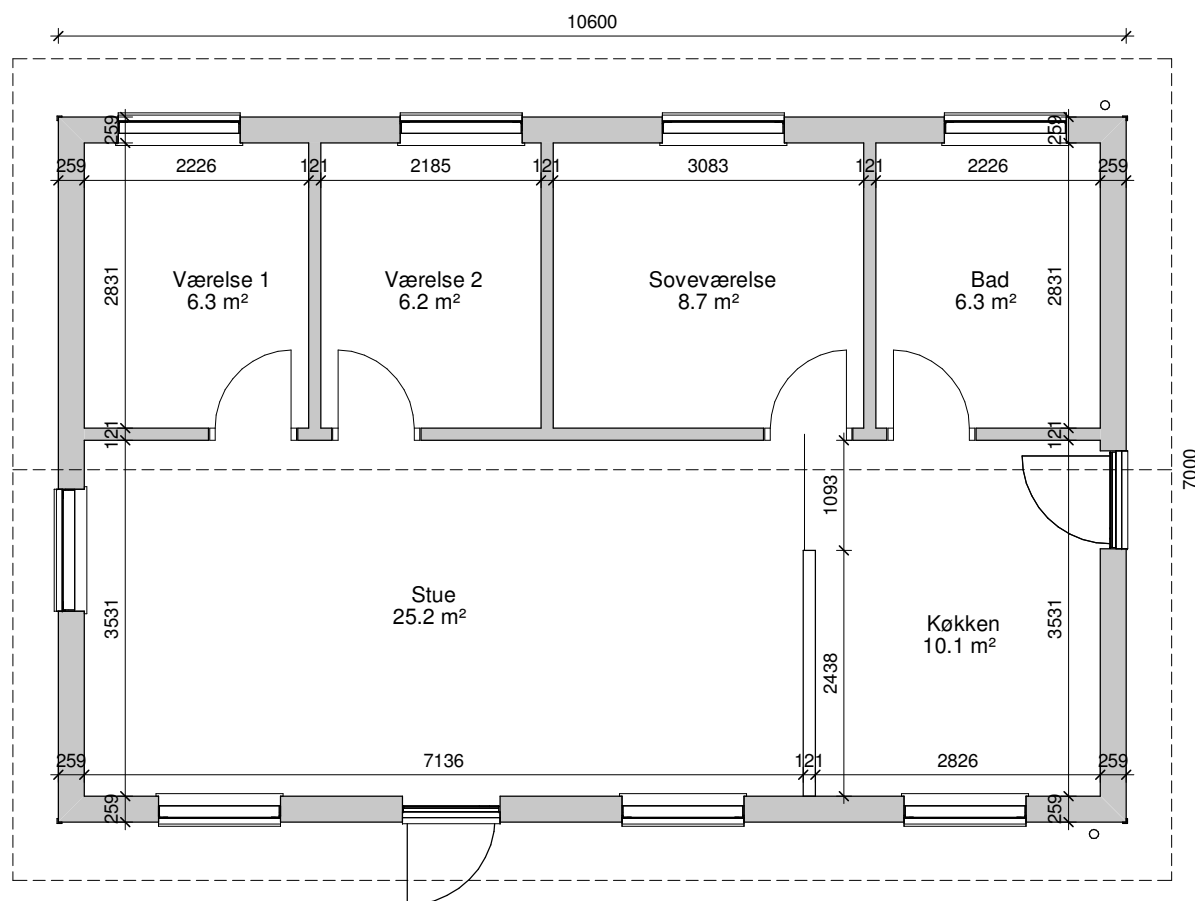 10600
259
259
259 2226 121 2185 121 3083 121 2226 259
2831
2831
Værelse 1
6.3 m²
Værelse 2
6.2 m²
Soveværelse
8.7 m²
Bad
6.3 m²
121
121
7000
1093
3531
3531
Stue
25.2 m²
Køkken
10.1 m²
2438
259 7136 121 2826 259
259
259